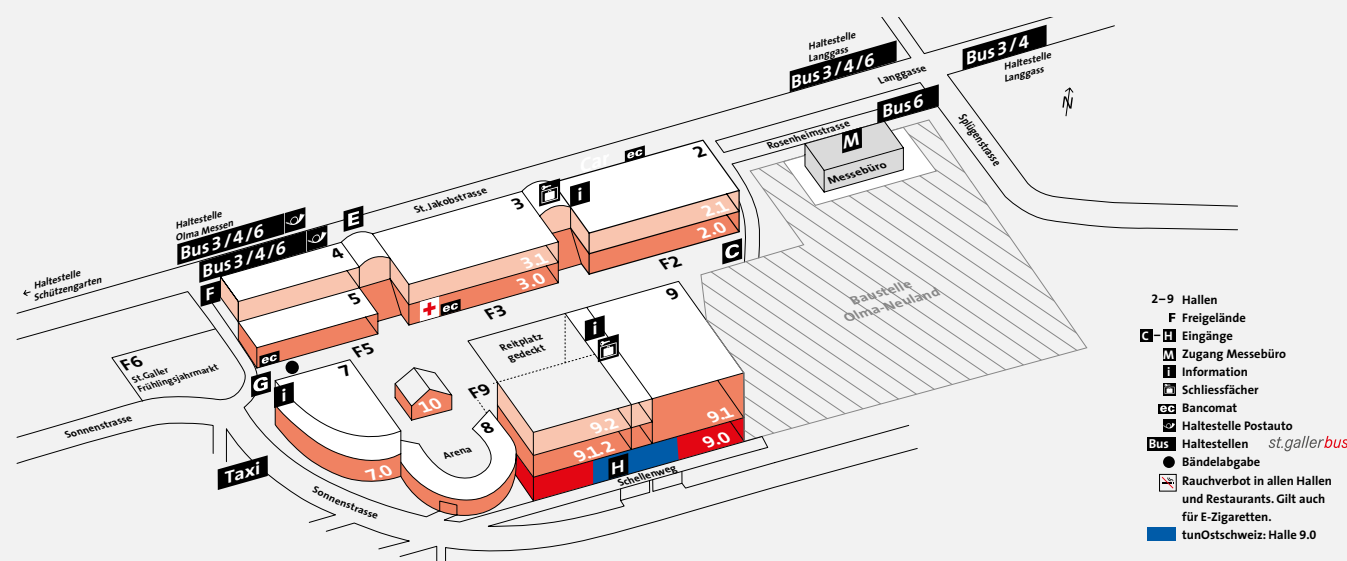 Haltestelle
Langgass
Bus 3/4/6
Bus 3/4
Haltestelle
Langgass
Langgasse
N
Bus 6
Rosenheimstrasse
Splügenstrasse
M
Messebüro
Car
ec
2
i
2.1
2.0
C
F2
St.Jakobstrasse
3
3.1
3.0
ec
F3
E
Haltestelle
Olma Messen
Bus 3/4/6
Bus 3/4/6
4
← Haltestelle
Schützengarten
F
5
ec
F5
F6
St.Galler
Frühlingsjahrmarkt
G
i
7
7.0
10
Sonnenstrasse
Taxi
Sonnenstrasse
Arena
8
F9
Reitplatz
gedeckt
i
9
9.2
9.1.2
9.1
9.0
H
Schellenweg
Baustelle
Olma-Neuland
2–9 Hallen
F Freigelände
C–H Eingänge
M Zugang Messebüro
i Information
Schliessfächer
ec Bancomat
Haltestelle Postauto
Bus Haltestellen st.gallerbus
Bändelabgabe
Rauchverbot in allen Hallen
und Restaurants. Gilt auch
für E-Zigaretten.
tunOstschweiz: Halle 9.0